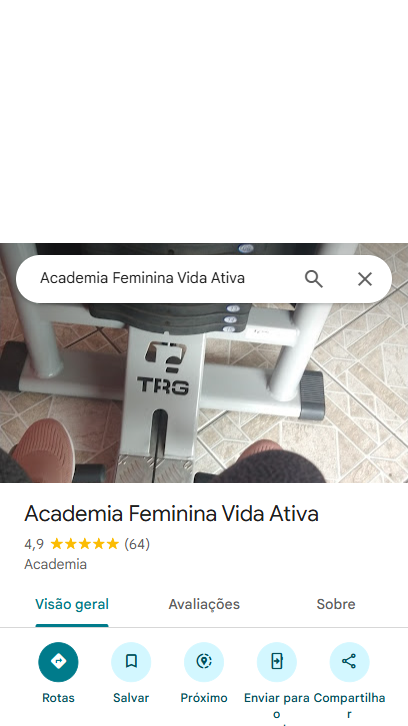 Academia Feminina Vida Ativa
TRG
Academia Feminina Vida Ativa
4,9 ★★★★★ (64)
Academia
Visão geral Avaliações Sobre
Rotas Salvar Próximo Enviar para o Compartilhar